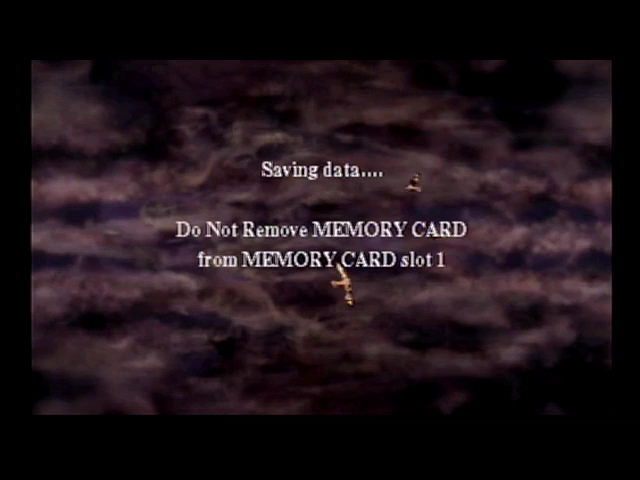 Saving data....
Do Not Remove MEMORY CARD
from MEMORY CARD slot 1